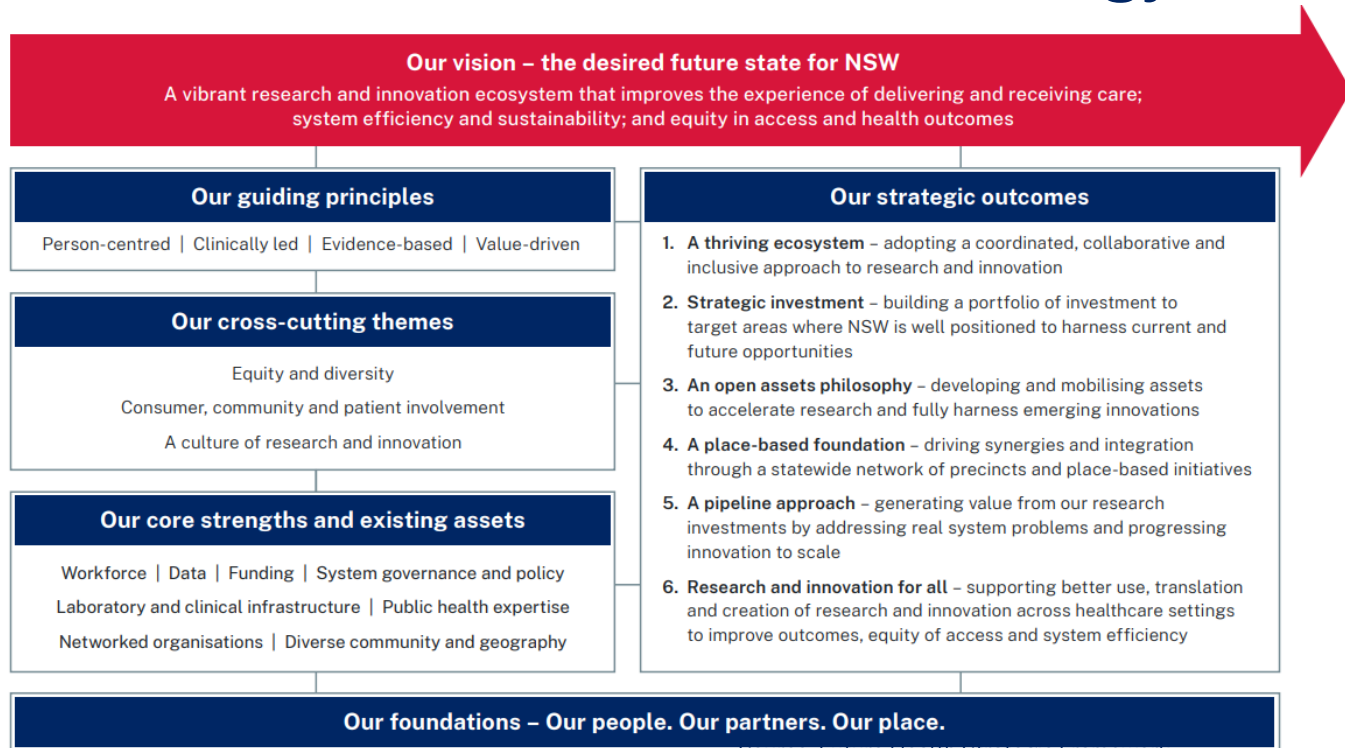 Our vision – the desired future state for NSW
A vibrant research and innovation ecosystem that improves the experience of delivering and receiving care;
system efficiency and sustainability; and equity in access and health outcomes
Our guiding principles
Person-centred | Clinically led | Evidence-based | Value-driven
Our cross-cutting themes
Equity and diversity
Consumer, community and patient involvement
A culture of research and innovation
Our core strengths and existing assets
Workforce | Data | Funding | System governance and policy
Laboratory and clinical infrastructure | Public health expertise
Networked organisations | Diverse community and geography
Our strategic outcomes
1. A thriving ecosystem – adopting a coordinated, collaborative and
inclusive approach to research and innovation
2. Strategic investment – building a portfolio of investment to
target areas where NSW is well positioned to harness current and
future opportunities
3. An open assets philosophy – developing and mobilising assets
to accelerate research and fully harness emerging innovations
4. A place-based foundation – driving synergies and integration
through a statewide network of precincts and place-based initiatives
5. A pipeline approach – generating value from our research
investments by addressing real system problems and progressing
innovation to scale
6. Research and innovation for all – supporting better use, translation
and creation of research and innovation across healthcare settings
to improve outcomes, equity of access and system efficiency
Our foundations – Our people. Our partners. Our place.